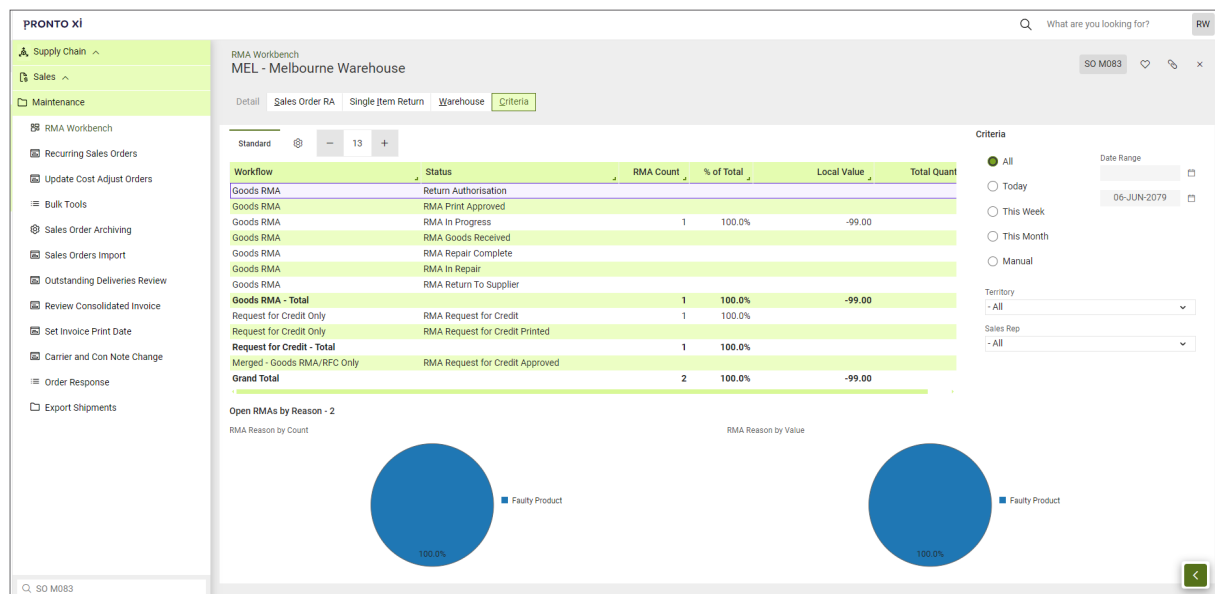 PRONTO XI
What are you looking for?
RW
Supply Chain
Sales
Maintenance
RMA Workbench
Recurring Sales Orders
Update Cost Adjust Orders
Bulk Tools
Sales Order Archiving
Sales Orders Import
Outstanding Deliveries Review
Review Consolidated Invoice
Set Invoice Print Date
Carrier and Con Note Change
Order Response
Export Shipments
SO M083
RMA Workbench
MEL - Melbourne Warehouse
SO M083
Detail Sales Order RA Single Item Return Warehouse Criteria
Standard − 13 +
Workflow Status RMA Count % of Total Local Value Total Quant
Goods RMA Return Authorisation
Goods RMA RMA Print Approved
Goods RMA RMA In Progress 1 100.0% -99.00
Goods RMA RMA Goods Received
Goods RMA RMA Repair Complete
Goods RMA RMA In Repair
Goods RMA RMA Return To Supplier
Goods RMA - Total 1 100.0% -99.00
Request for Credit Only RMA Request for Credit 1 100.0%
Request for Credit Only RMA Request for Credit Printed
Request for Credit - Total 1 100.0%
Merged - Goods RMA/RFC Only RMA Request for Credit Approved
Grand Total 2 100.0% -99.00
Criteria
All
Today
This Week
This Month
Manual
Date Range
06-JUN-2079
Territory
- All
Sales Rep
- All
Open RMAs by Reason - 2
RMA Reason by Count
100.0%
Faulty Product
RMA Reason by Value
100.0%
Faulty Product